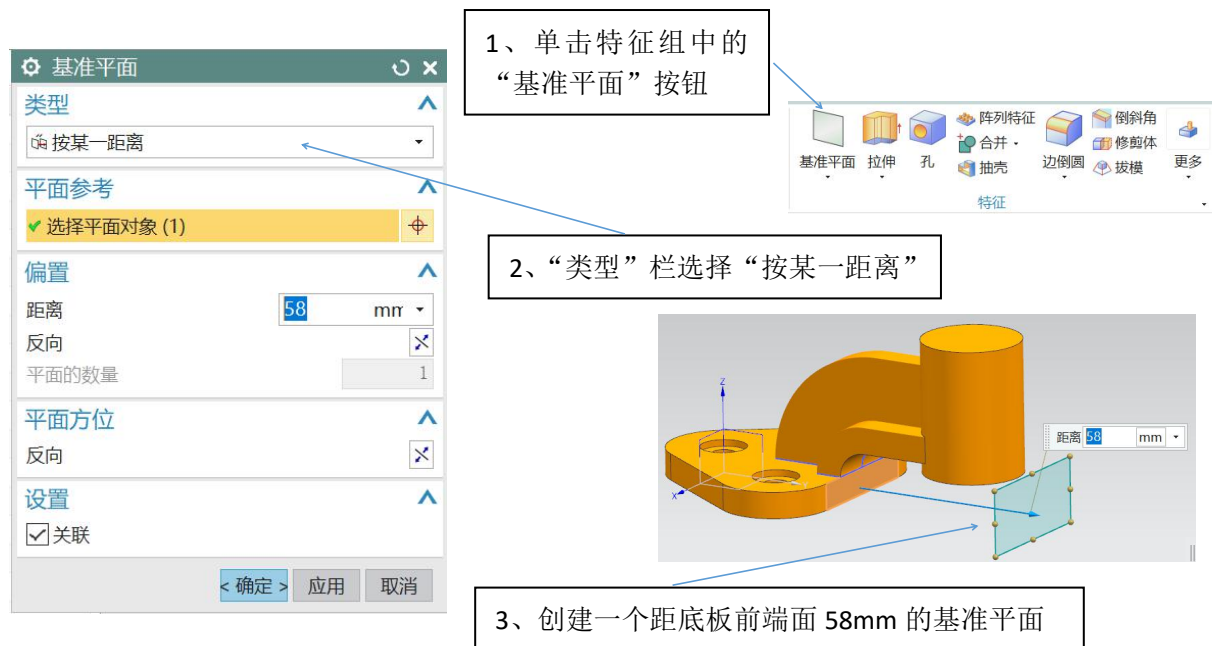 1、单击特征组中的
“基准平面”按钮
基准平面
类型
按某一距离
平面参考
选择平面对象 (1)
偏置
距离
58 mm
反向
平面的数量
1
平面方位
反向
设置
关联
< 确定 > 应用 取消
基准平面 拉伸 孔 阵列特征 合并 抽壳 边倒圆 倒斜角 修剪体 拔模 更多
特征
2、“类型”栏选择“按某一距离”
Z
X
距离 58 mm
3、创建一个距底板前端面 58mm 的基准平面